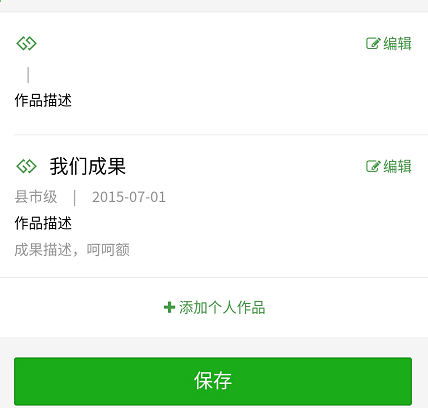 编辑
|
作品描述
我们成果 编辑
县市级 | 2015-07-01
作品描述
成果描述，呵呵额
添加个人作品
保存